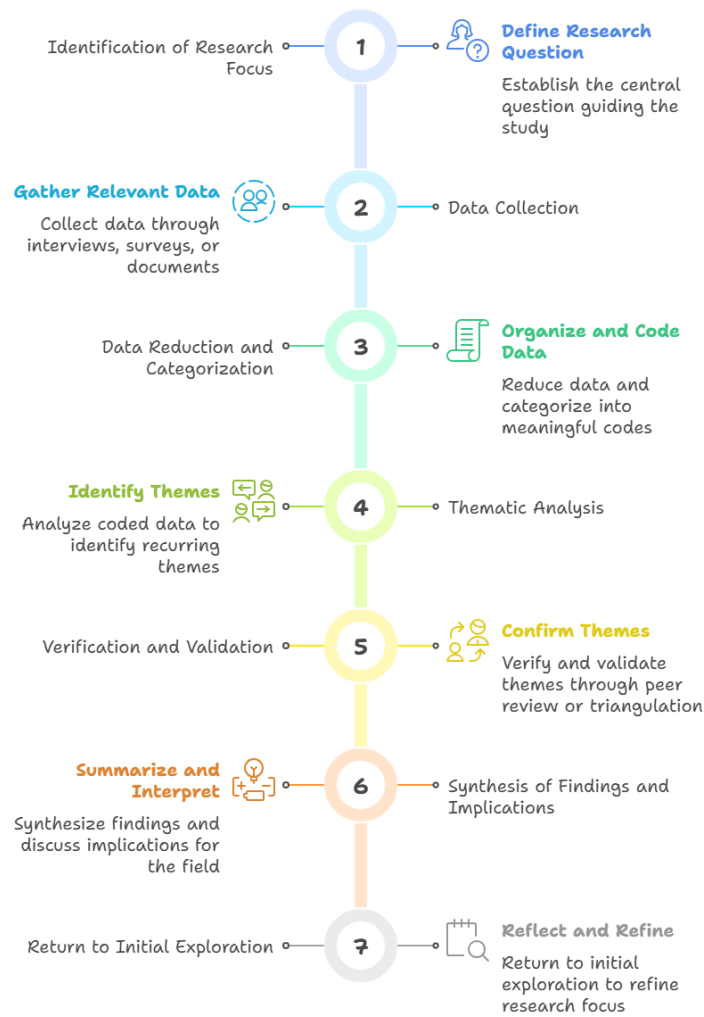 Identification of Research
Focus
1
Define Research
Question
Establish the central
question guiding the
study
Gather Relevant Data
Collect data through
interviews, surveys, or
documents
2
Data Collection
Data Reduction and
Categorization
3
Organize and Code
Data
Reduce data and
categorize into
meaningful codes
Identify Themes
Analyze coded data to
identify recurring
themes
4
Thematic Analysis
Verification and Validation
5
Confirm Themes
Verify and validate
themes through peer
review or triangulation
Summarize and
Interpret
Synthesize findings and
discuss implications for
the field
6
Synthesis of Findings and
Implications
Return to Initial Exploration
7
Reflect and Refine
Return to initial
exploration to refine
research focus